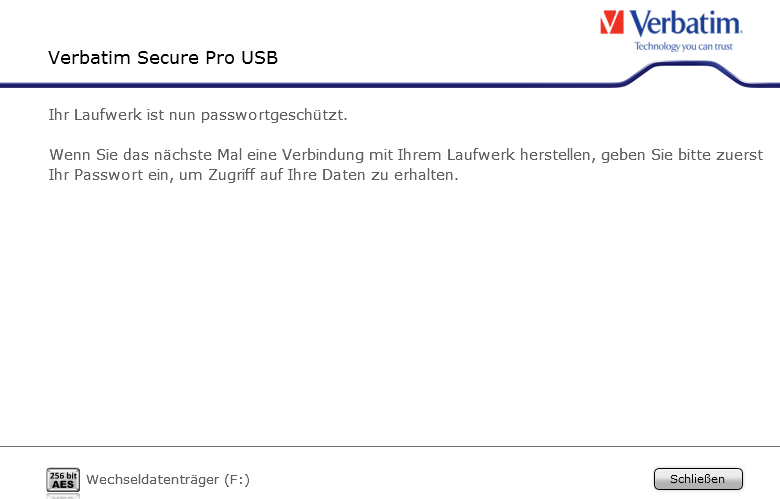 Verbatim.
Technology you can trust
Verbatim Secure Pro USB
Ihr Laufwerk ist nun passwortgeschützt.
Wenn Sie das nächste Mal eine Verbindung mit Ihrem Laufwerk herstellen, geben Sie bitte zuerst
Ihr Passwort ein, um Zugriff auf Ihre Daten zu erhalten.
256 bit
AES
Wechseldatenträger (F:)
Schließen